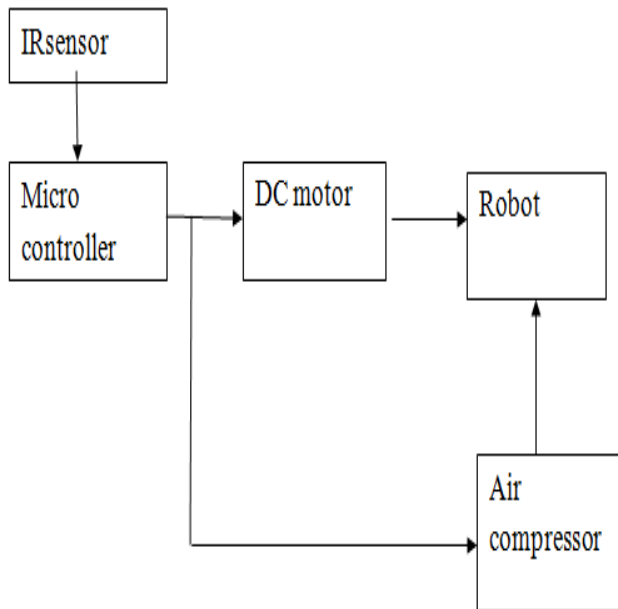 IRsensor
Micro
controller
DC motor
Robot
Air
compressor